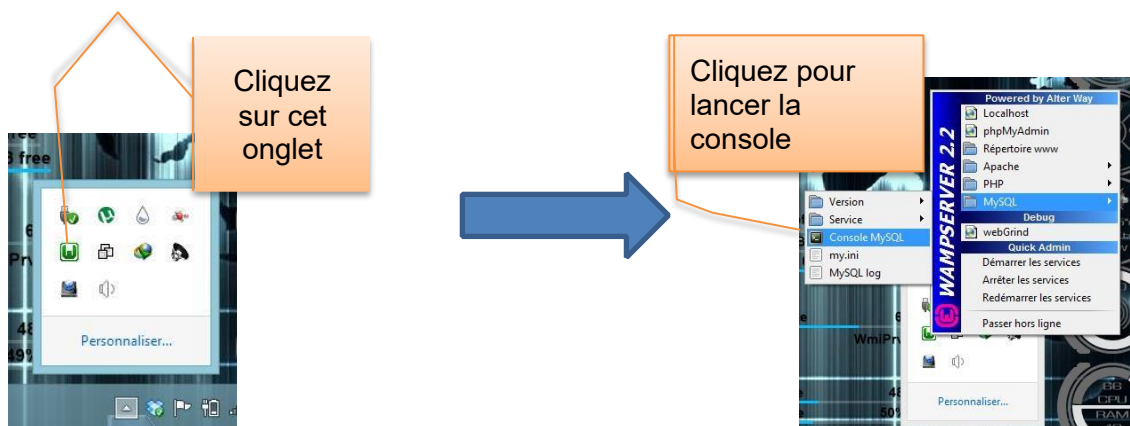 Cliquez
sur cet
onglet
free
Personnaliser...
Cliquez pour
lancer la
console
Powered by Alter Way
Localhost
phpMyAdmin
Répertoire www
Apache
PHP
MySQL
Debug
webGrind
Quick Admin
Démarrer les services
Arrêter les services
Redémarrer les services
Passer hors ligne
WAMPSERVER 2.2
Version
Service
Console MySQL
my.ini
MySQL log
Personnaliser...
CPU
RAM